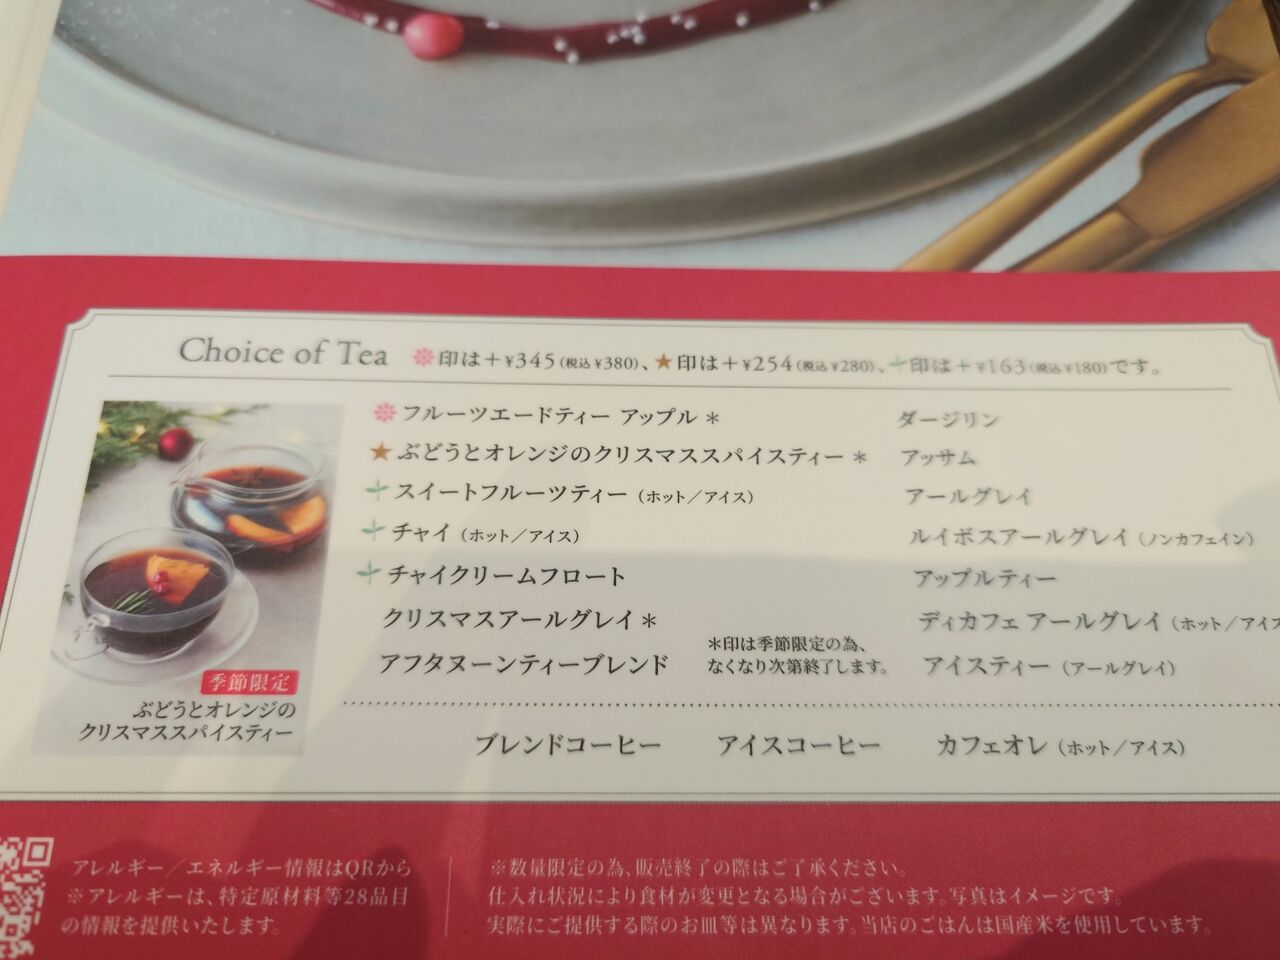 Choice of Tea ❊印は＋¥345(税込¥380)、★印は＋¥254(税込¥280)、印は＋¥163(税込¥180)です。
フルーツエードティー アップル＊
★ぶどうとオレンジのクリスマススパイスティー＊
スイートフルーツティー（ホット／アイス）
チャイ（ホット／アイス）
チャイクリームフロート
クリスマスアールグレイ＊
アフタヌーンティーブレンド
＊印は季節限定の為、
なくなり次第終了します。
ダージリン
アッサム
アールグレイ
ルイボスアールグレイ（ノンカフェイン）
アップルティー
ディカフェ アールグレイ（ホット／アイス
アイスティー（アールグレイ）
ブレンドコーヒー アイスコーヒー カフェオレ（ホット／アイス）
季節限定
ぶどうとオレンジの
クリスマススパイスティー
アレルギー／エネルギー情報はQRから
※アレルギーは、特定原材料等28品目
の情報を提供いたします。
※数量限定の為、販売終了の際はご了承ください。
仕入れ状況により食材が変更となる場合がございます。写真はイメージです。
実際にご提供する際のお皿等は異なります。当店のごはんは国産米を使用しています。